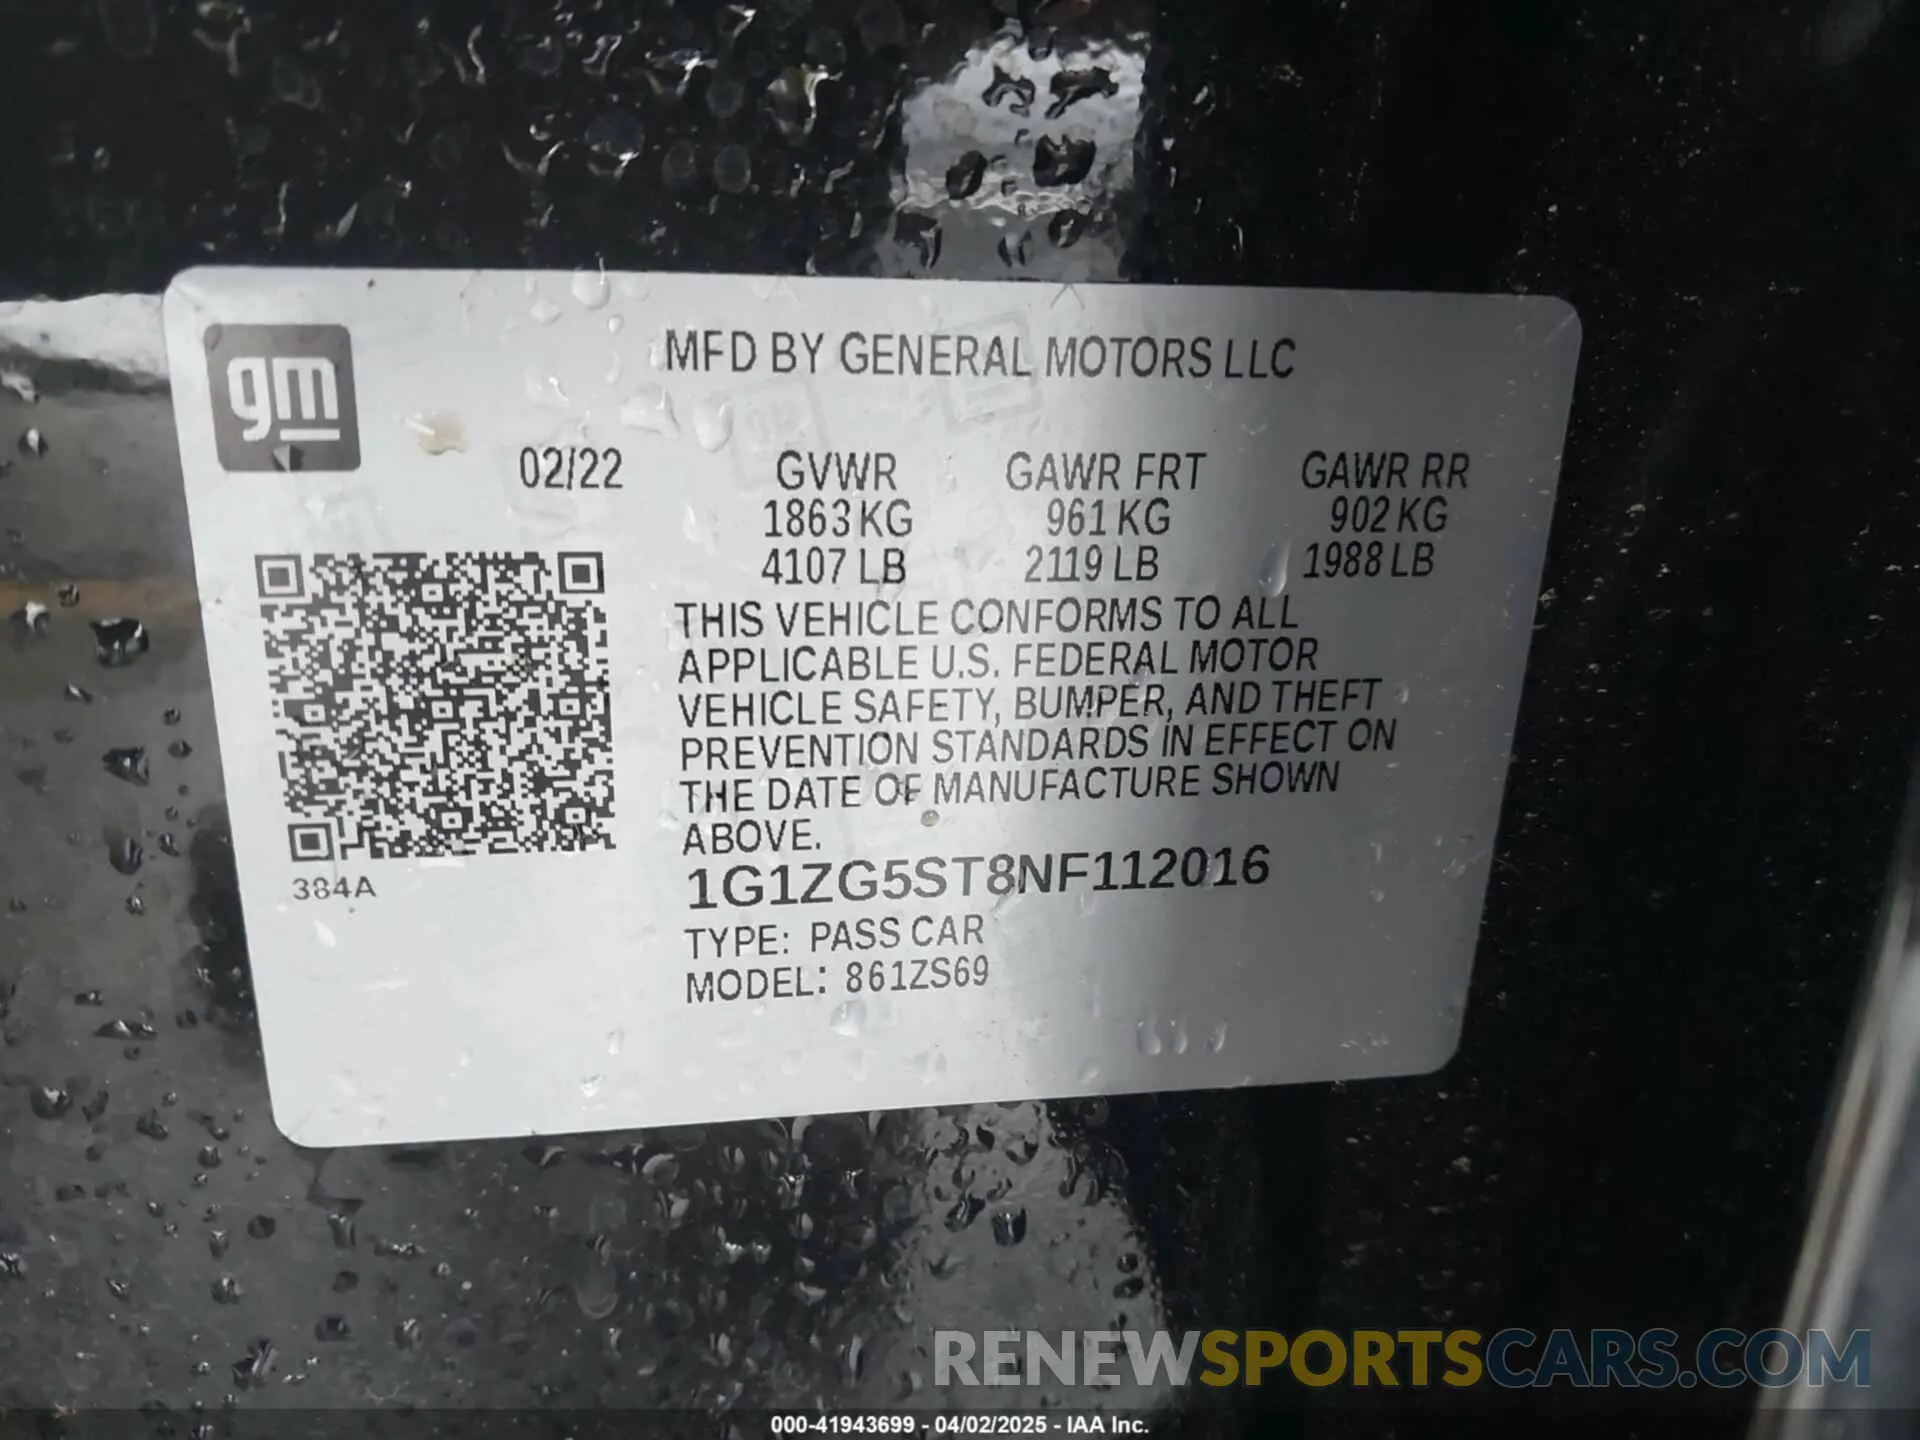 gm
MFD BY GENERAL MOTORS LLC
02/22 GVWR GAWR FRT GAWR RR
1863 KG 961 KG 902 KG
4107 LB 2119 LB 1988 LB
THIS VEHICLE CONFORMS TO ALL
APPLICABLE U.S. FEDERAL MOTOR
VEHICLE SAFETY, BUMPER, AND THEFT
PREVENTION STANDARDS IN EFFECT ON
THE DATE OF MANUFACTURE SHOWN
ABOVE.
384A
1G1ZG5ST8NF112016
TYPE: PASS CAR
MODEL: 861ZS69
RENEWSPORTSCARS.COM
000-41943699 - 04/02/2025 - IAA Inc.